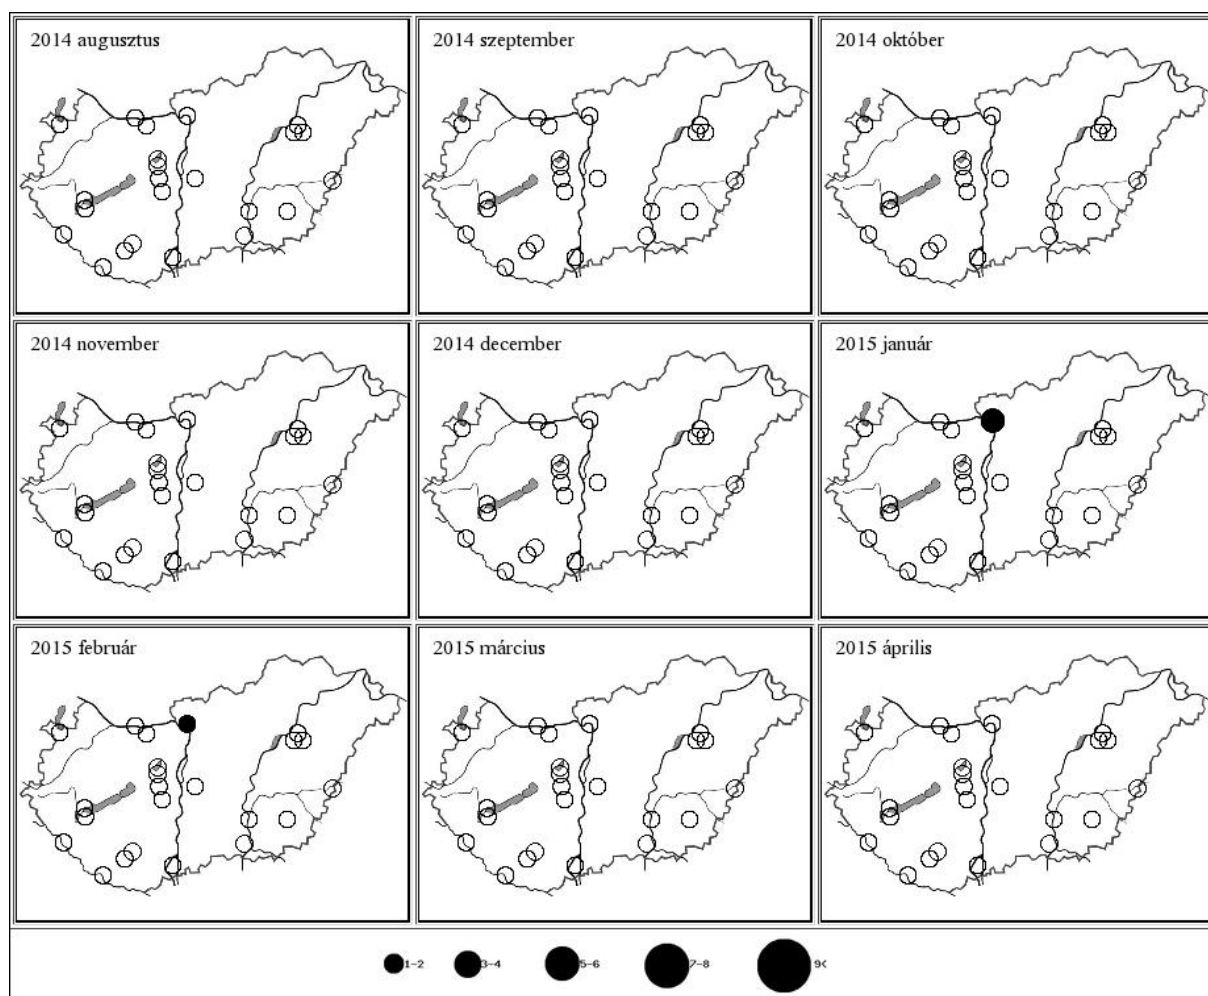 2014 augusztus
2014 szeptember
2014 október
2014 november
2014 december
2015 január
2015 február
2015 március
2015 április
1-2 3-4 5-6 7-8 9<